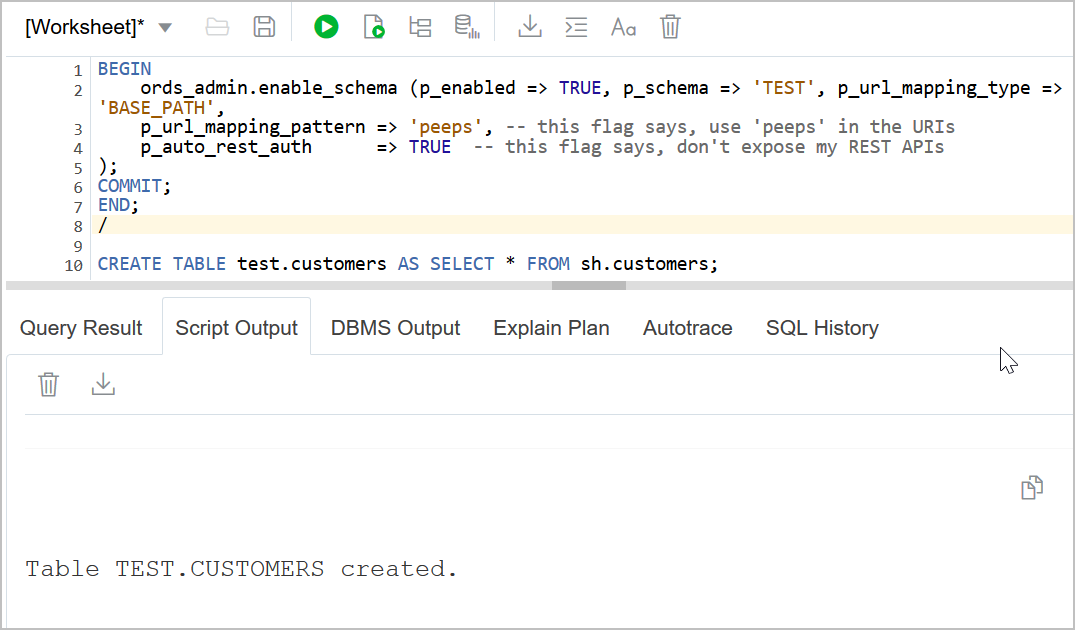 [Worksheet]*
Aa
1 BEGIN
2     ords_admin.enable_schema (p_enabled => TRUE, p_schema => 'TEST', p_url_mapping_type =>
'BASE_PATH',
3     p_url_mapping_pattern => 'peeps', -- this flag says, use 'peeps' in the URIs
4     p_auto_rest_auth      => TRUE  -- this flag says, don't expose my REST APIs
5 );
6 COMMIT;
7 END;
8 /
9
10 CREATE TABLE test.customers AS SELECT * FROM sh.customers;
Query Result Script Output DBMS Output Explain Plan Autotrace SQL History
Table TEST.CUSTOMERS created.